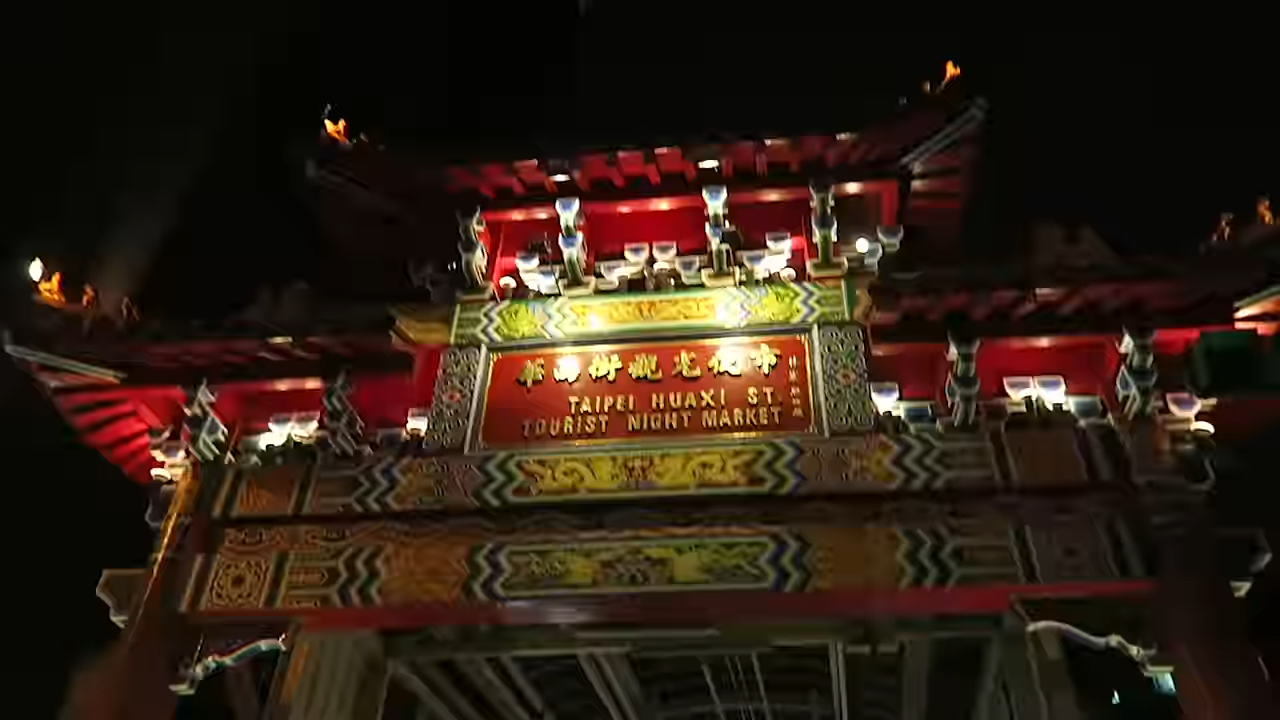 華西街觀光夜市
TAIPEI HUAXI ST.
TOURIST NIGHT MARKET